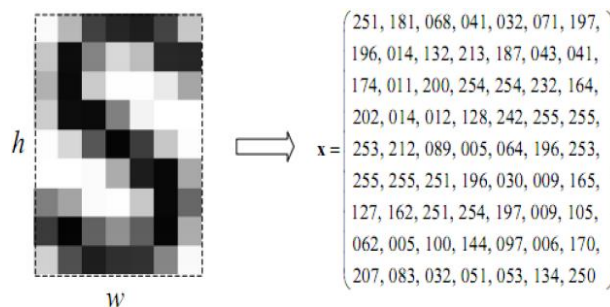 251, 181, 068, 041, 032, 071, 197,
196, 014, 132, 213, 187, 043, 041,
174, 011, 200, 254, 254, 232, 164,
202, 014, 012, 128, 242, 255, 255,
h
x =
253, 212, 089, 005, 064, 196, 253,
255, 255, 251, 196, 030, 009, 165,
127, 162, 251, 254, 197, 009, 105,
062, 005, 100, 144, 097, 006, 170,
207, 083, 032, 051, 053, 134, 250
w